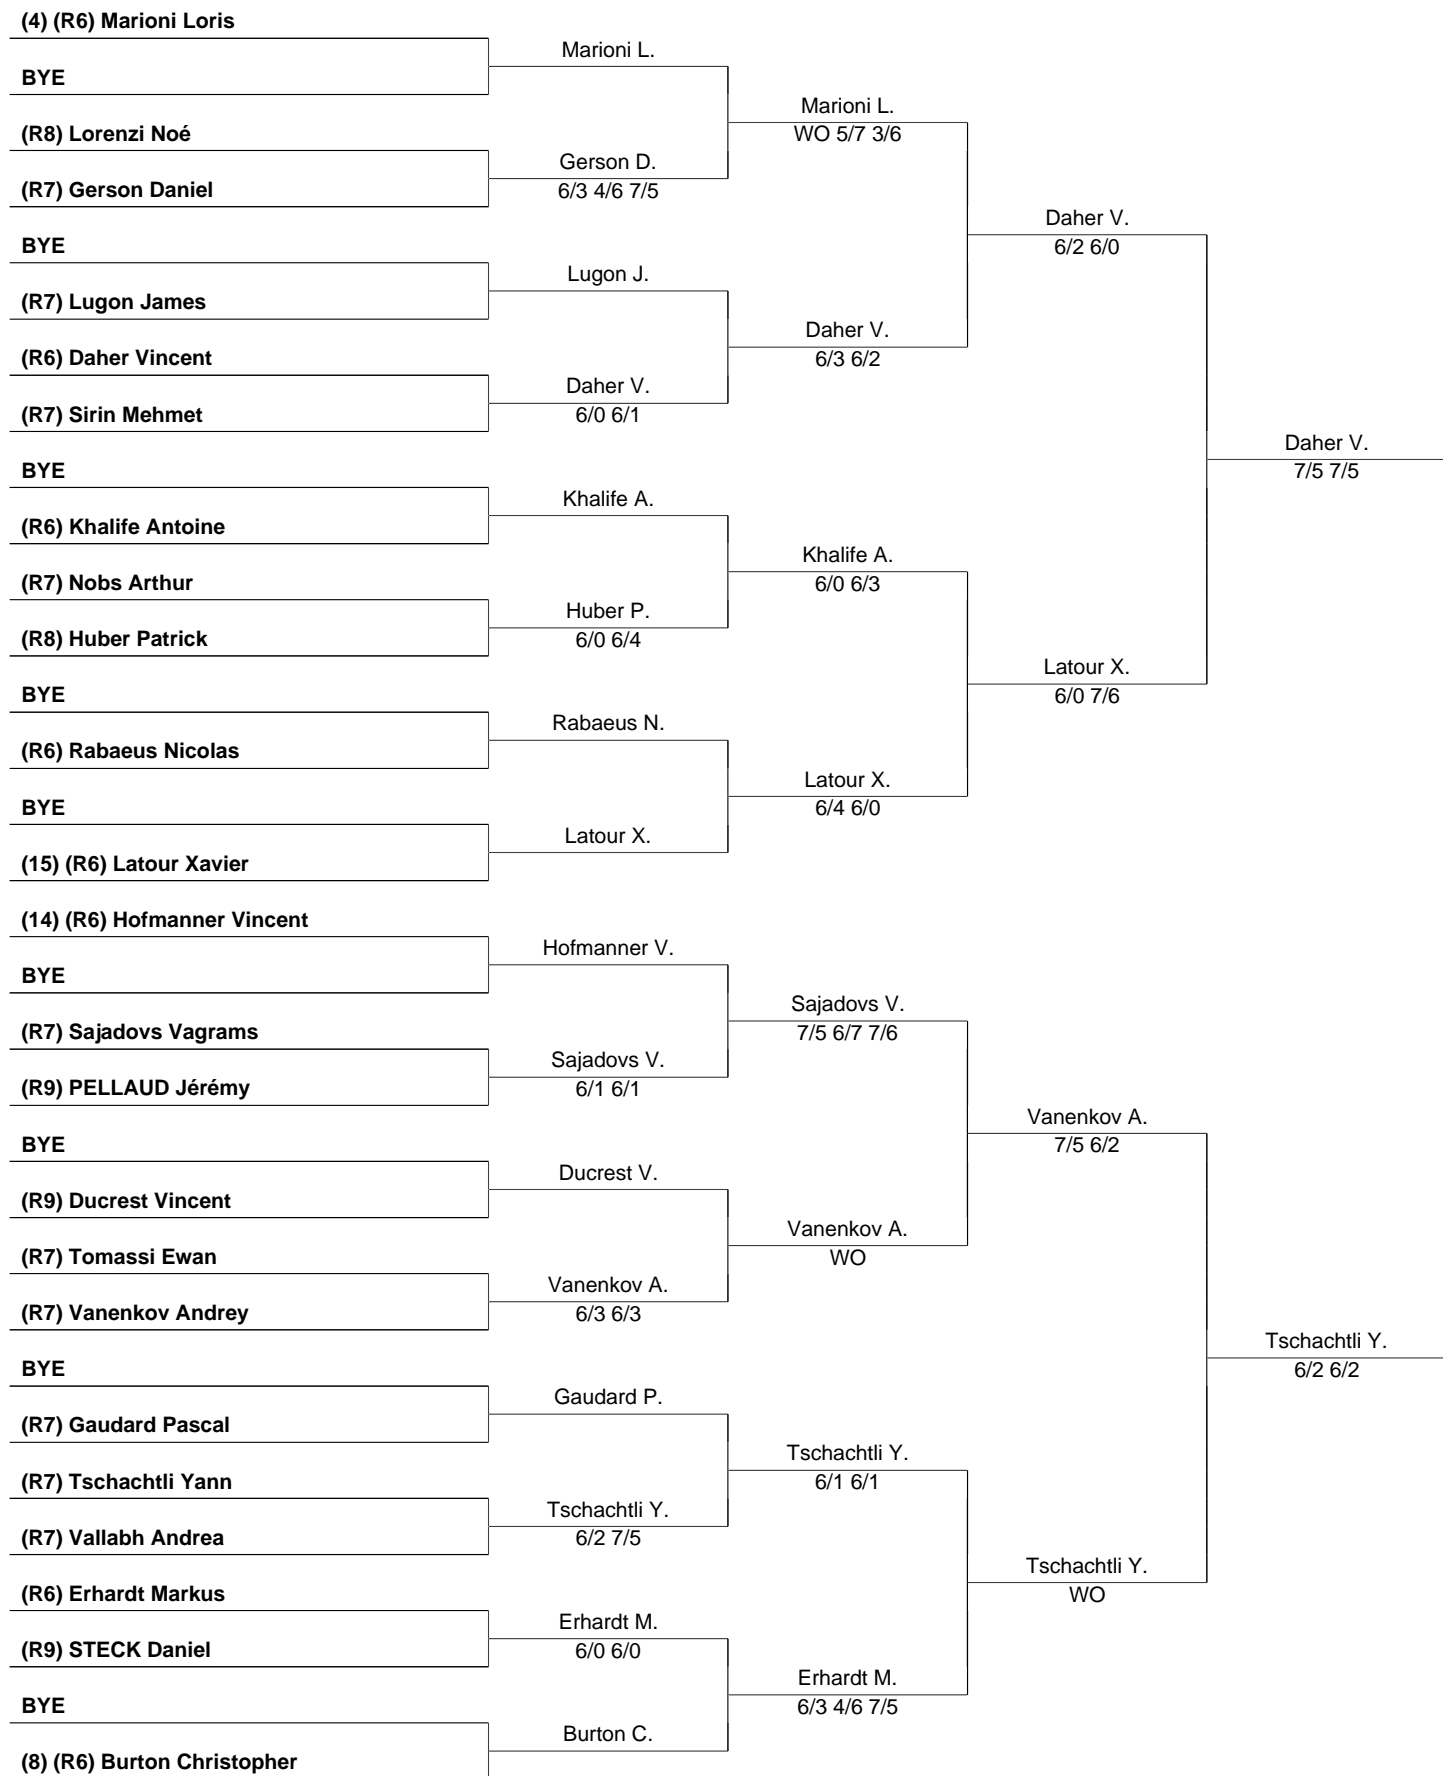 (4) (R6) Marioni Loris
BYE
(R8) Lorenzi Noé
(R7) Gerson Daniel
BYE
(R7) Lugon James
(R6) Daher Vincent
(R7) Sirin Mehmet
BYE
(R6) Khalife Antoine
(R7) Nobs Arthur
(R8) Huber Patrick
BYE
(R6) Rabaeus Nicolas
BYE
(15) (R6) Latour Xavier
(14) (R6) Hofmanner Vincent
BYE
(R7) Sajadovs Vagrams
(R9) PELLAUD Jérémy
BYE
(R9) Ducrest Vincent
(R7) Tomassi Ewan
(R7) Vanenkov Andrey
BYE
(R7) Gaudard Pascal
(R7) Tschachtli Yann
(R7) Vallabh Andrea
(R6) Erhardt Markus
(R9) STECK Daniel
BYE
(8) (R6) Burton Christopher
Marioni L.
Gerson D.
6/3 4/6 7/5
Lugon J.
Daher V.
6/0 6/1
Khalife A.
Huber P.
6/0 6/4
Rabaeus N.
Latour X.
Hofmanner V.
Sajadovs V.
6/1 6/1
Ducrest V.
Vanenkov A.
6/3 6/3
Gaudard P.
Tschachtli Y.
6/2 7/5
Erhardt M.
6/0 6/0
Burton C.
Marioni L.
WO 5/7 3/6
Daher V.
6/3 6/2
Khalife A.
6/0 6/3
Latour X.
6/4 6/0
Sajadovs V.
7/5 6/7 7/6
Vanenkov A.
WO
Tschachtli Y.
6/1 6/1
Erhardt M.
6/3 4/6 7/5
Daher V.
6/2 6/0
Latour X.
6/0 7/6
Vanenkov A.
7/5 6/2
Tschachtli Y.
WO
Daher V.
7/5 7/5
Tschachtli Y.
6/2 6/2